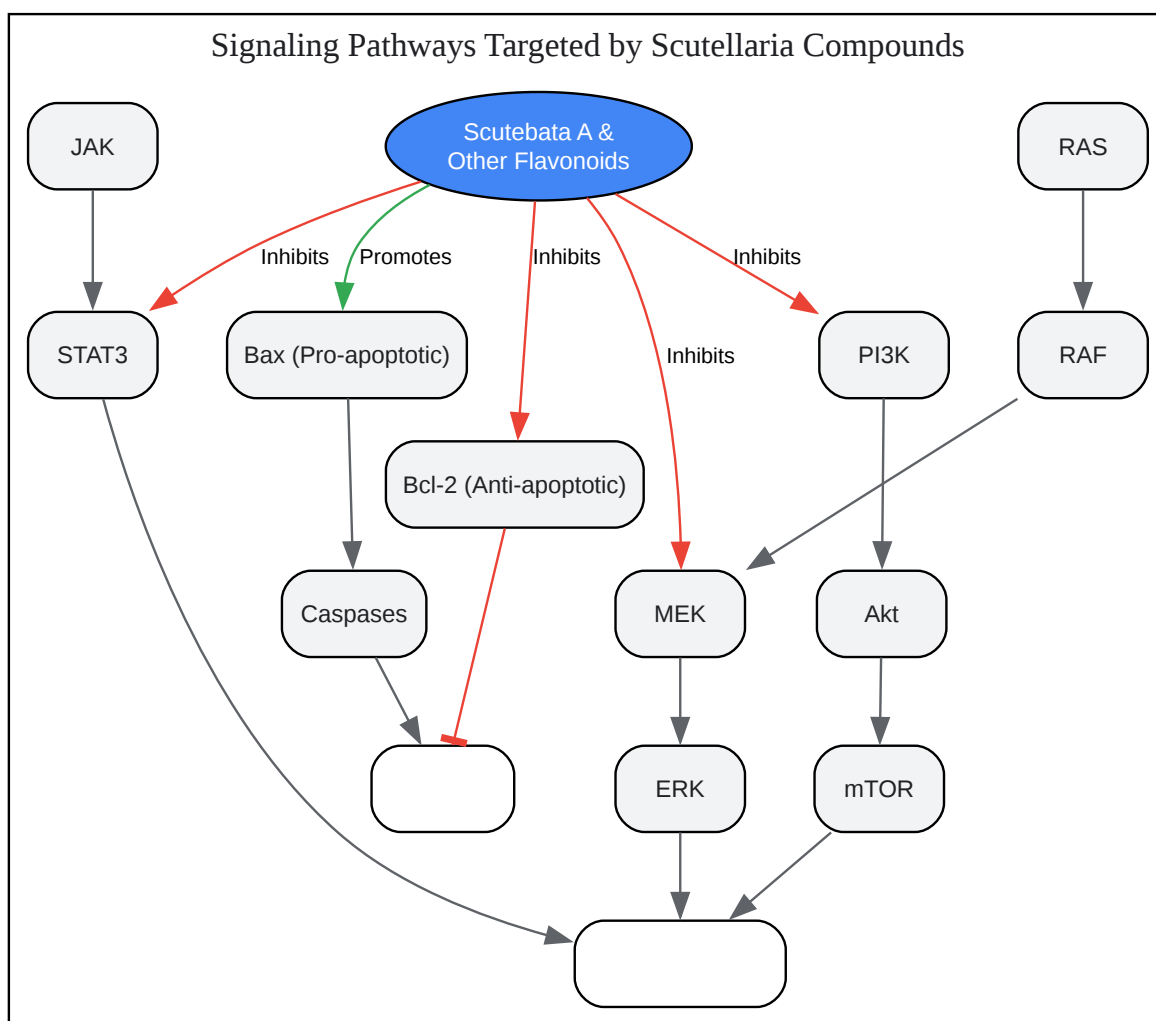 Signaling Pathways Targeted by Scutellaria Compounds
JAK
Scutebata A &
Other Flavonoids
RAS
Inhibits
Promotes
Inhibits
Inhibits
STAT3
Bax (Pro-apoptotic)
Inhibits
PI3K
RAF
Bcl-2 (Anti-apoptotic)
Caspases
MEK
Akt
ERK
mTOR